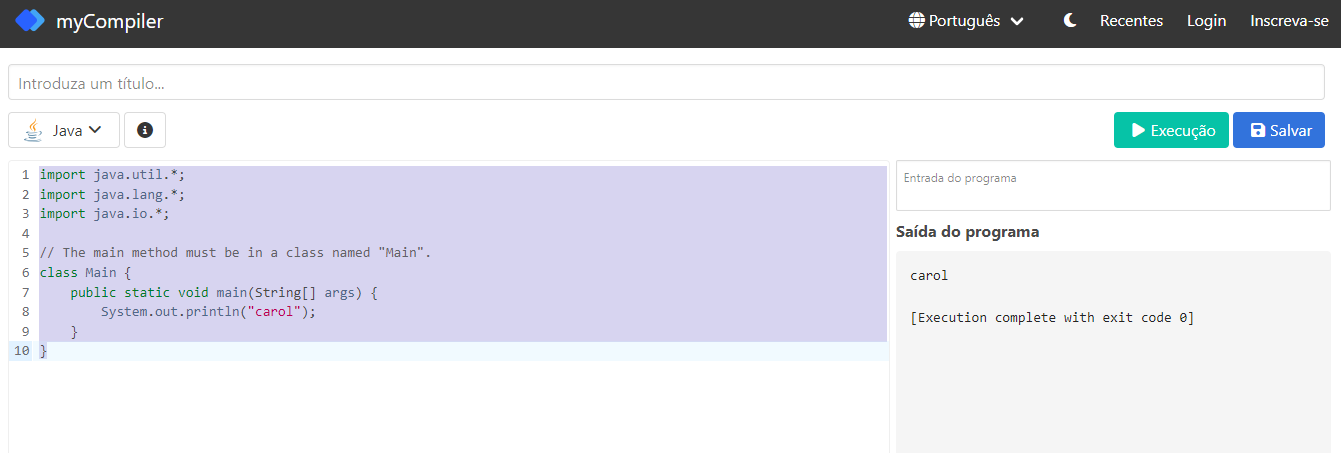 myCompiler
Português
Recentes
Login
Inscreva-se
Introduza um título...
Java
Execução
Salvar
1 import java.util.*;
2 import java.lang.*;
3 import java.io.*;
4
5 // The main method must be in a class named "Main".
6 class Main {
7     public static void main(String[] args) {
8         System.out.println("carol");
9     }
10 }
Entrada do programa
Saída do programa
carol
[Execution complete with exit code 0]